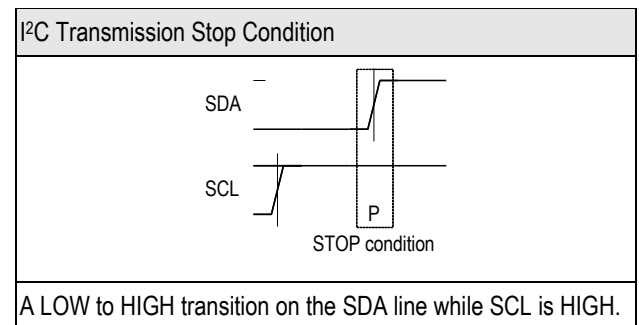 I²C Transmission Stop Condition
SDA
SCL
P
STOP condition
A LOW to HIGH transition on the SDA line while SCL is HIGH.